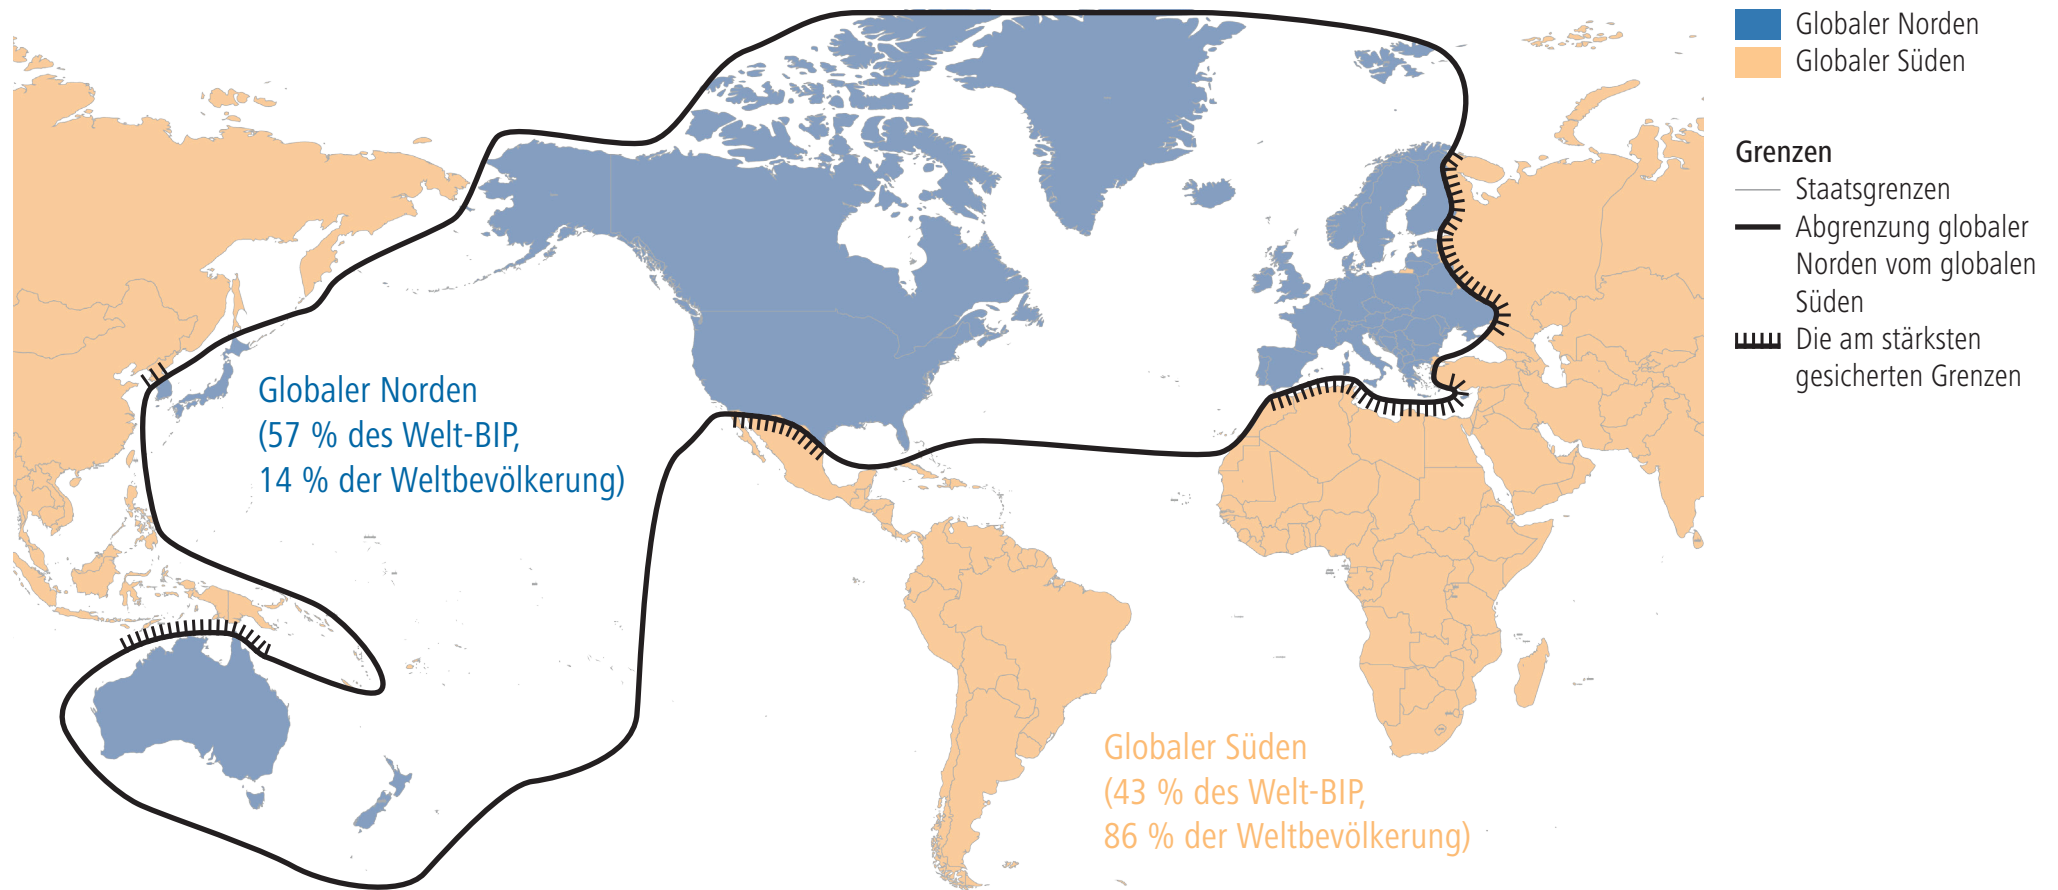 Globaler Norden
Globaler Süden
Grenzen
Staatsgrenzen
Abgrenzung globaler
Norden vom globalen
Süden
Die am stärksten
gesicherten Grenzen
Globaler Norden
(57 % des Welt-BIP,
14 % der Weltbevölkerung)
Globaler Süden
(43 % des Welt-BIP,
86 % der Weltbevölkerung)